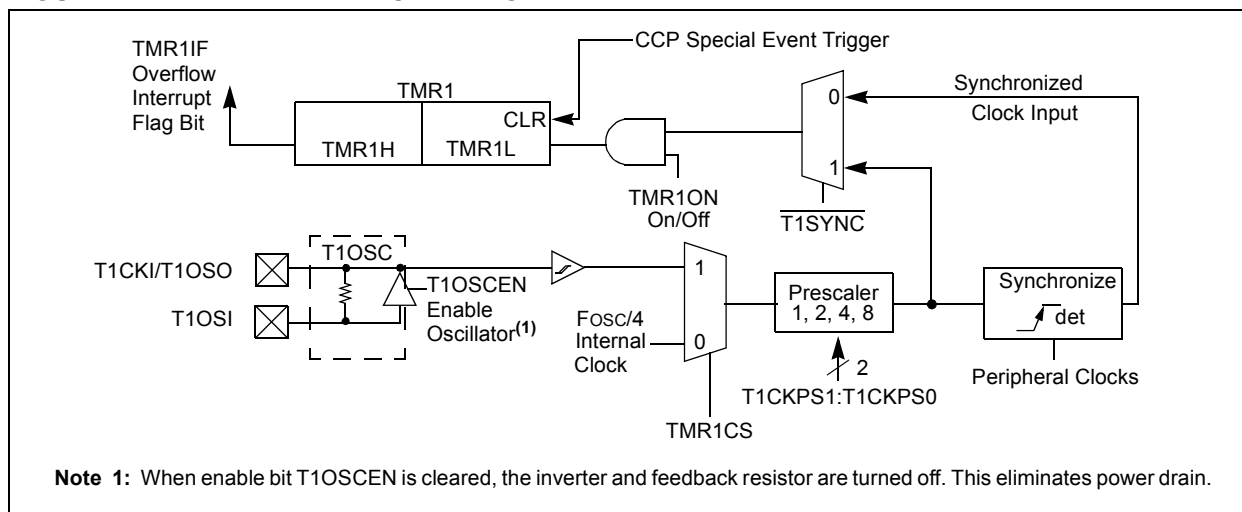 TMR1IF
Overflow
Interrupt
Flag Bit
TMR1
CCP Special Event Trigger
CLR
TMR1H
TMR1L
TMR1ON
On/Off
0
1
Synchronized
Clock Input
T1SYNC
T1CKI/T1OSO
T1OSI
T1OSC
T1OSCEN
Enable
Oscillator(1)
FOSC/4
Internal
Clock
1
0
TMR1CS
Prescaler
1, 2, 4, 8
2
T1CKPS1:T1CKPS0
Synchronize
det
Peripheral Clocks
Note 1: When enable bit T1OSCEN is cleared, the inverter and feedback resistor are turned off. This eliminates power drain.